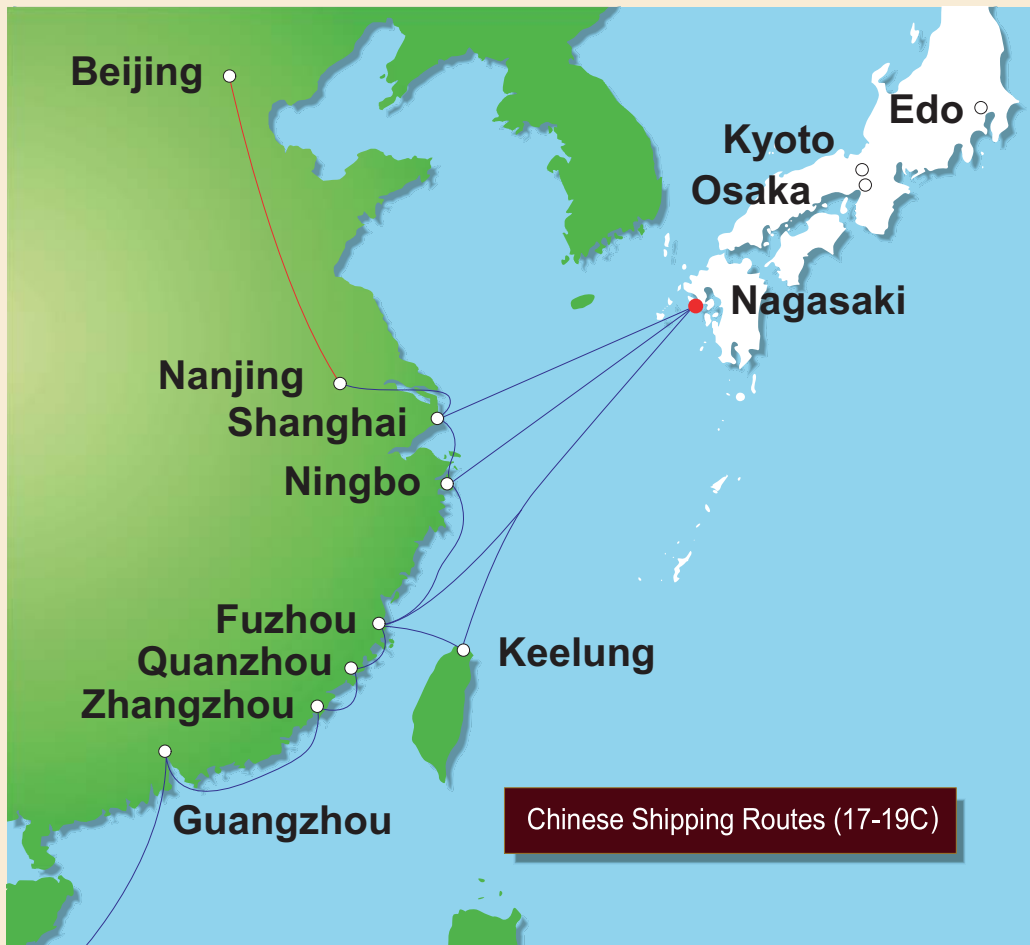 Beijing
Edo
Kyoto
Osaka
Nagasaki
Nanjing
Shanghai
Ningbo
Fuzhou
Quanzhou
Keelung
Zhangzhou
Guangzhou
Chinese Shipping Routes (17-19C)